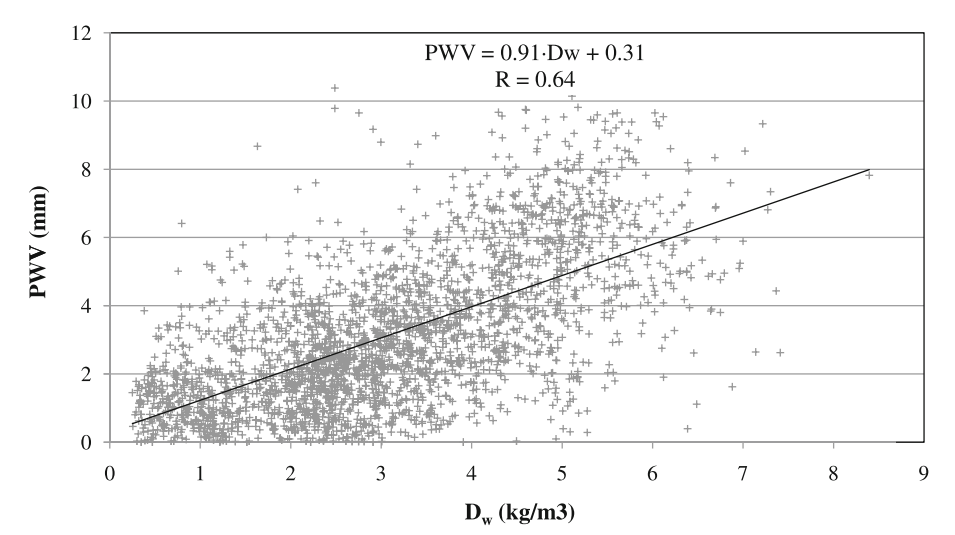 PWV = 0.91·Dw + 0.31
R = 0.64
12
10
8
6
4
2
0
PWV (mm)
0 1 2 3 4 5 6 7 8 9
Dw (kg/m3)